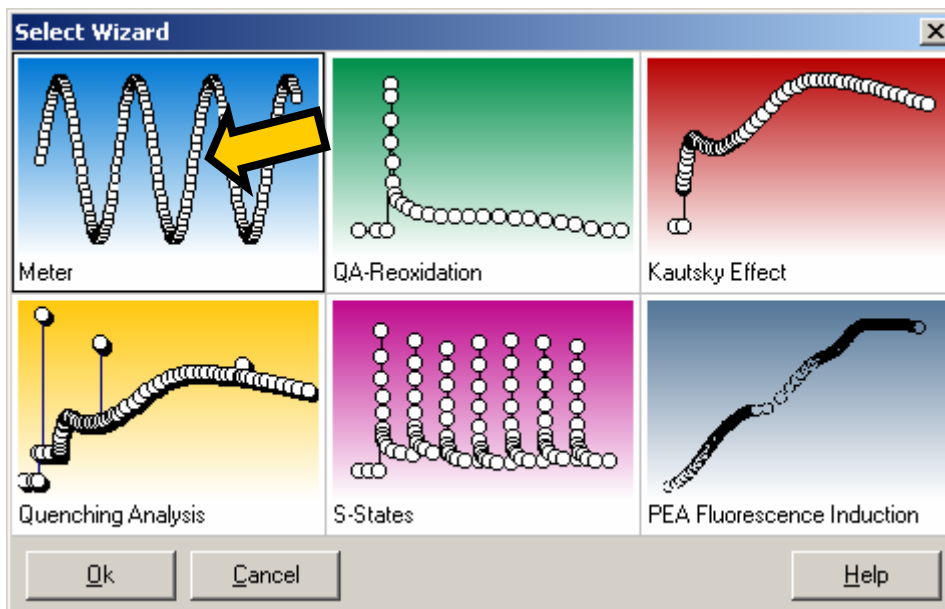 Select Wizard
Meter
QA-Reoxidation
Kautsky Effect
Quenching Analysis
S-States
PEA Fluorescence Induction
Ok
Cancel
Help